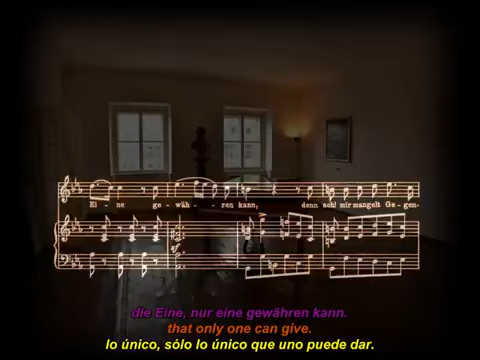 Ei - ne ge - wäh - - ren kann, denn ach! mir mangelt Ge - gen-
die Eine, nur eine gewähren kann.
that only one can give.
lo único, sólo lo único que uno puede dar.